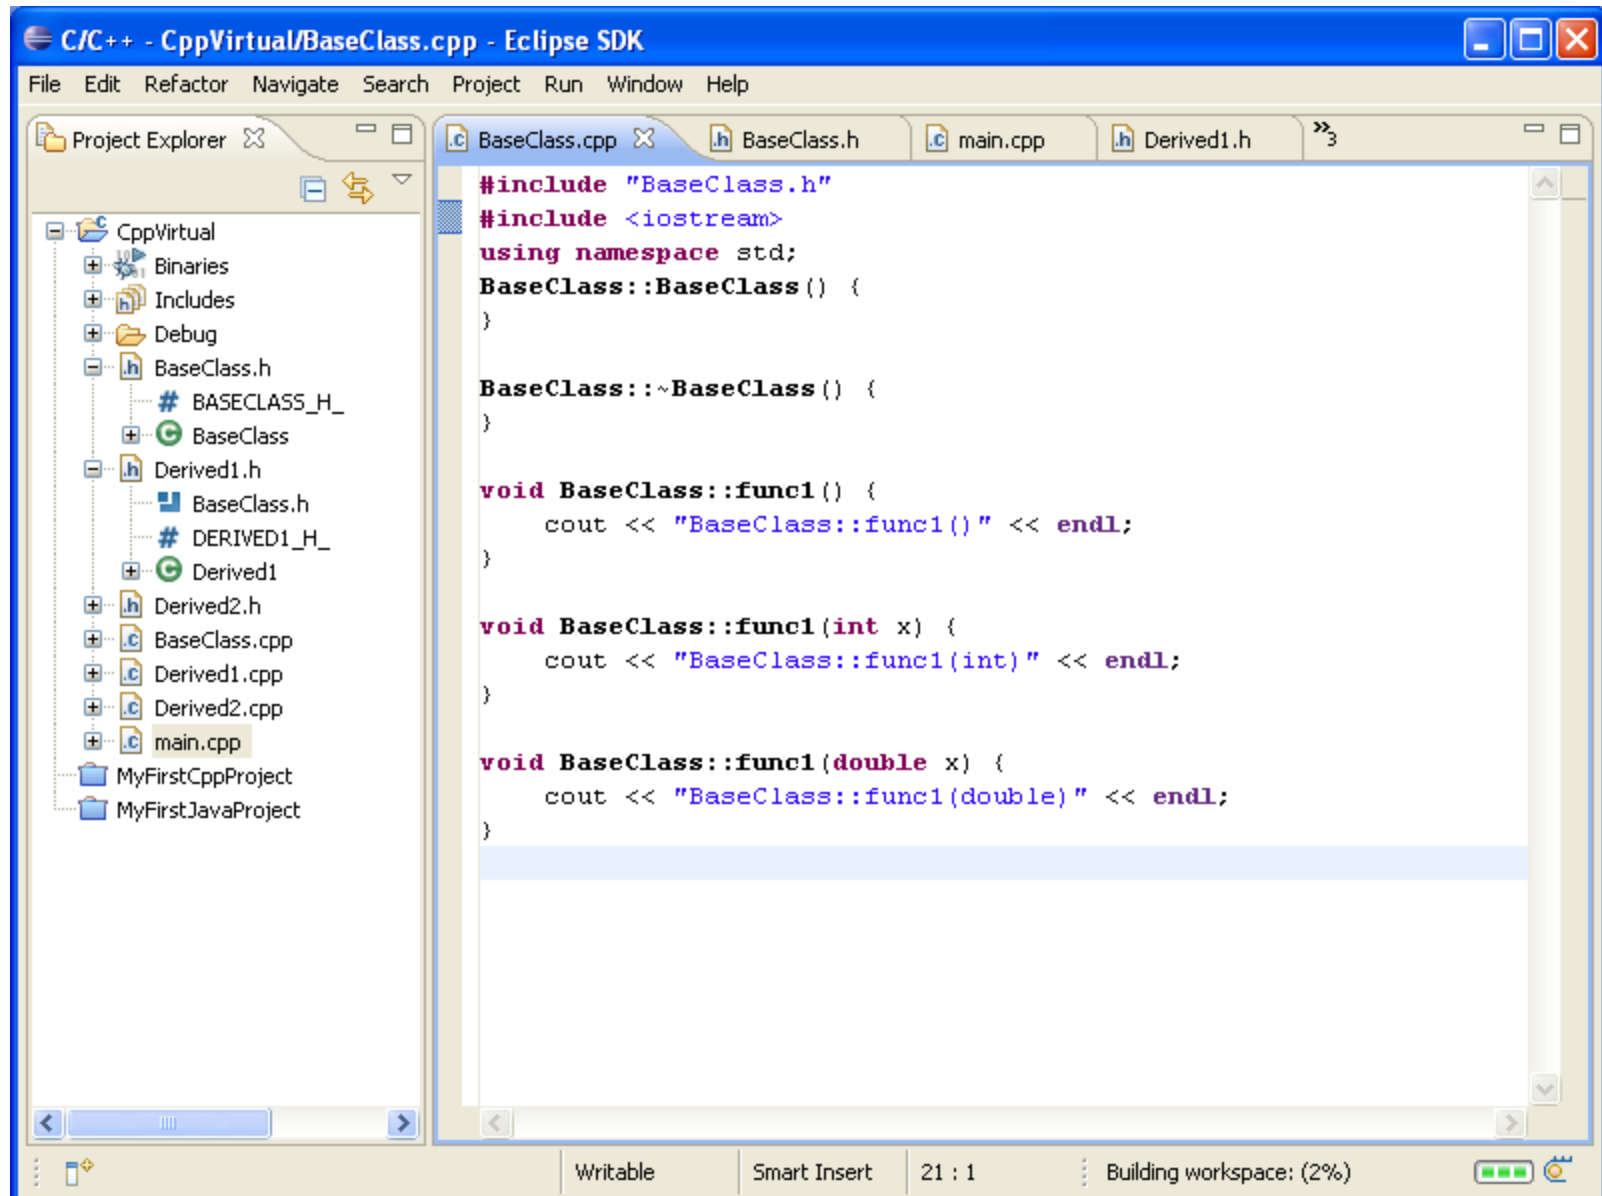 C/C++ - CppVirtual/BaseClass.cpp - Eclipse SDK
File Edit Refactor Navigate Search Project Run Window Help
Project Explorer
CppVirtual
Binaries
Includes
Debug
BaseClass.h
# BASECLASS_H_
BaseClass
Derived1.h
BaseClass.h
# DERIVED1_H_
Derived1
Derived2.h
BaseClass.cpp
Derived1.cpp
Derived2.cpp
main.cpp
MyFirstCppProject
MyFirstJavaProject
BaseClass.cpp BaseClass.h main.cpp Derived1.h »3
#include "BaseClass.h"
#include <iostream>
using namespace std;
BaseClass::BaseClass() {
}
BaseClass::~BaseClass() {
}
void BaseClass::func1() {
    cout << "BaseClass::func1()" << endl;
}
void BaseClass::func1(int x) {
    cout << "BaseClass::func1(int)" << endl;
}
void BaseClass::func1(double x) {
    cout << "BaseClass::func1(double)" << endl;
}
Writable Smart Insert 21 : 1 Building workspace: (2%)